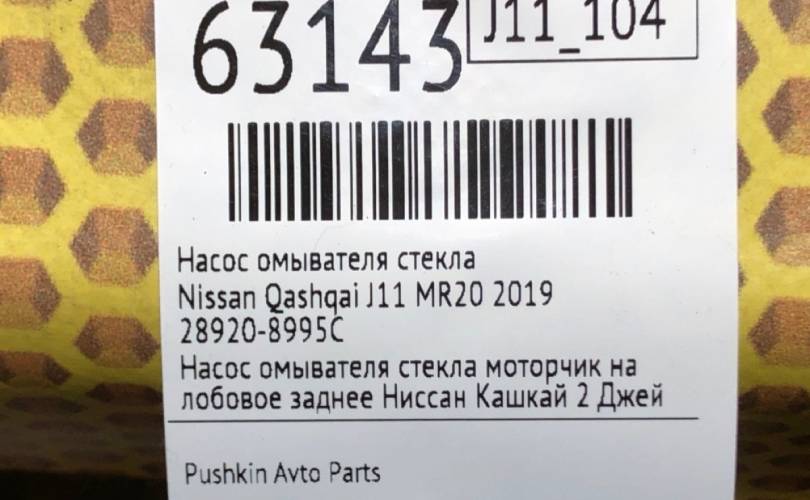 63143
J11_104
Насос омывателя стекла
Nissan Qashqai J11 MR20 2019
28920-8995C
Насос омывателя стекла моторчик на
лобовое заднее Ниссан Кашкай 2 Джей
Pushkin Avto Parts